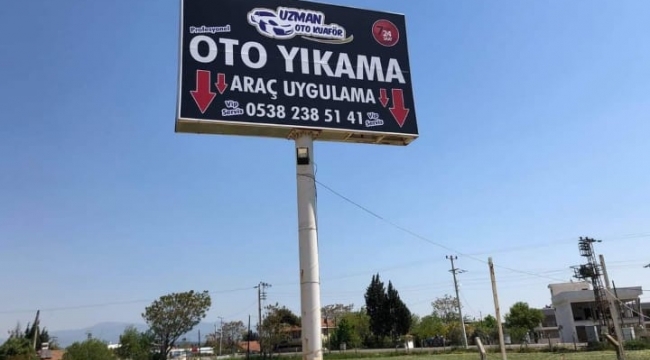 UZMAN
OTO KUAFÖR
Profesyonel
24
OTO YIKAMA
ARAÇ UYGULAMA
Vip Servis 0538 238 51 41 Vip Servis